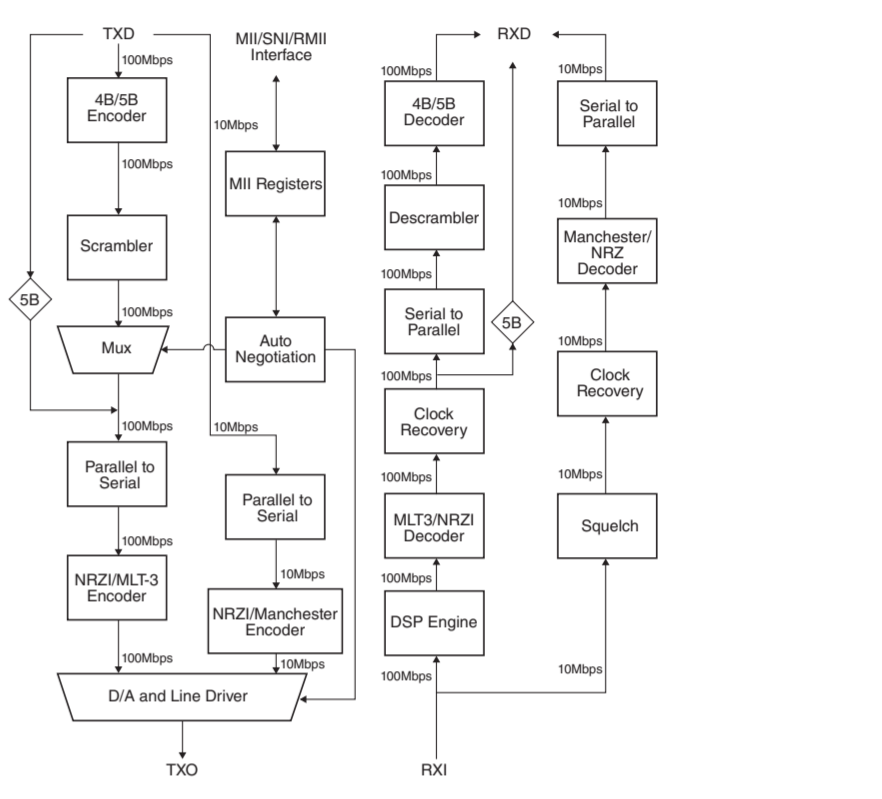 TXD
100Mbps
4B/5B
Encoder
100Mbps
Scrambler
100Mbps
5B
Mux
100Mbps
Parallel to
Serial
100Mbps
NRZI/MLT-3
Encoder
100Mbps
MII/SNI/RMII
Interface
10Mbps
MII Registers
Auto
Negotiation
10Mbps
Parallel to
Serial
10Mbps
NRZI/Manchester
Encoder
10Mbps
D/A and Line Driver
TXO
RXD
100Mbps
4B/5B
Decoder
100Mbps
Descrambler
100Mbps
Serial to
Parallel
5B
100Mbps
Clock
Recovery
100Mbps
MLT3/NRZI
Decoder
100Mbps
DSP Engine
100Mbps
RXI
10Mbps
Serial to
Parallel
10Mbps
Manchester/
NRZ
Decoder
10Mbps
Clock
Recovery
10Mbps
Squelch
10Mbps